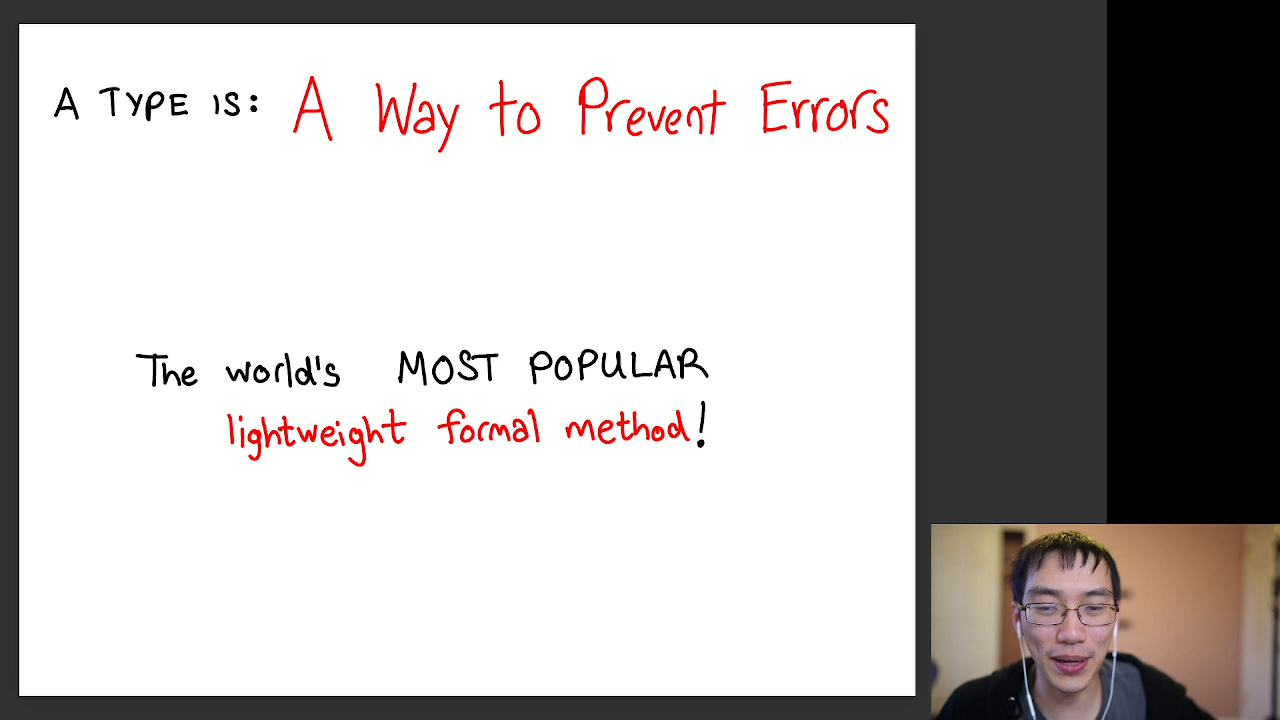 A TYPE IS: A Way to Prevent Errors
The world's MOST POPULAR
lightweight formal method!